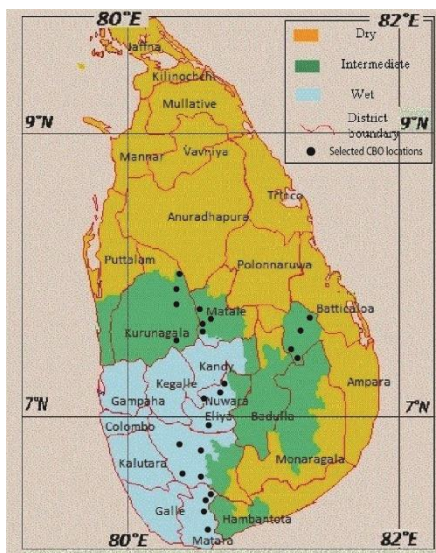 80°E
82°E
Dry
Intermediete
Wet
District
boundary
Selected CBO locations
Jaffna
Kilinochchi
Mullative
9°N
9°N
Mannar
Vavniya
Trinco
Anuradhapura
Puttalam
Polonnaruwa
Batticaloa
Matale
Kurunagala
Kandy
Kegalle
Ampara
7°N
Gampaha
Nuwara
Eliya
Badulla
7°N
Colombo
Kalutara
Monaragala
Galle
Hambantota
Matara
80°E
82°E